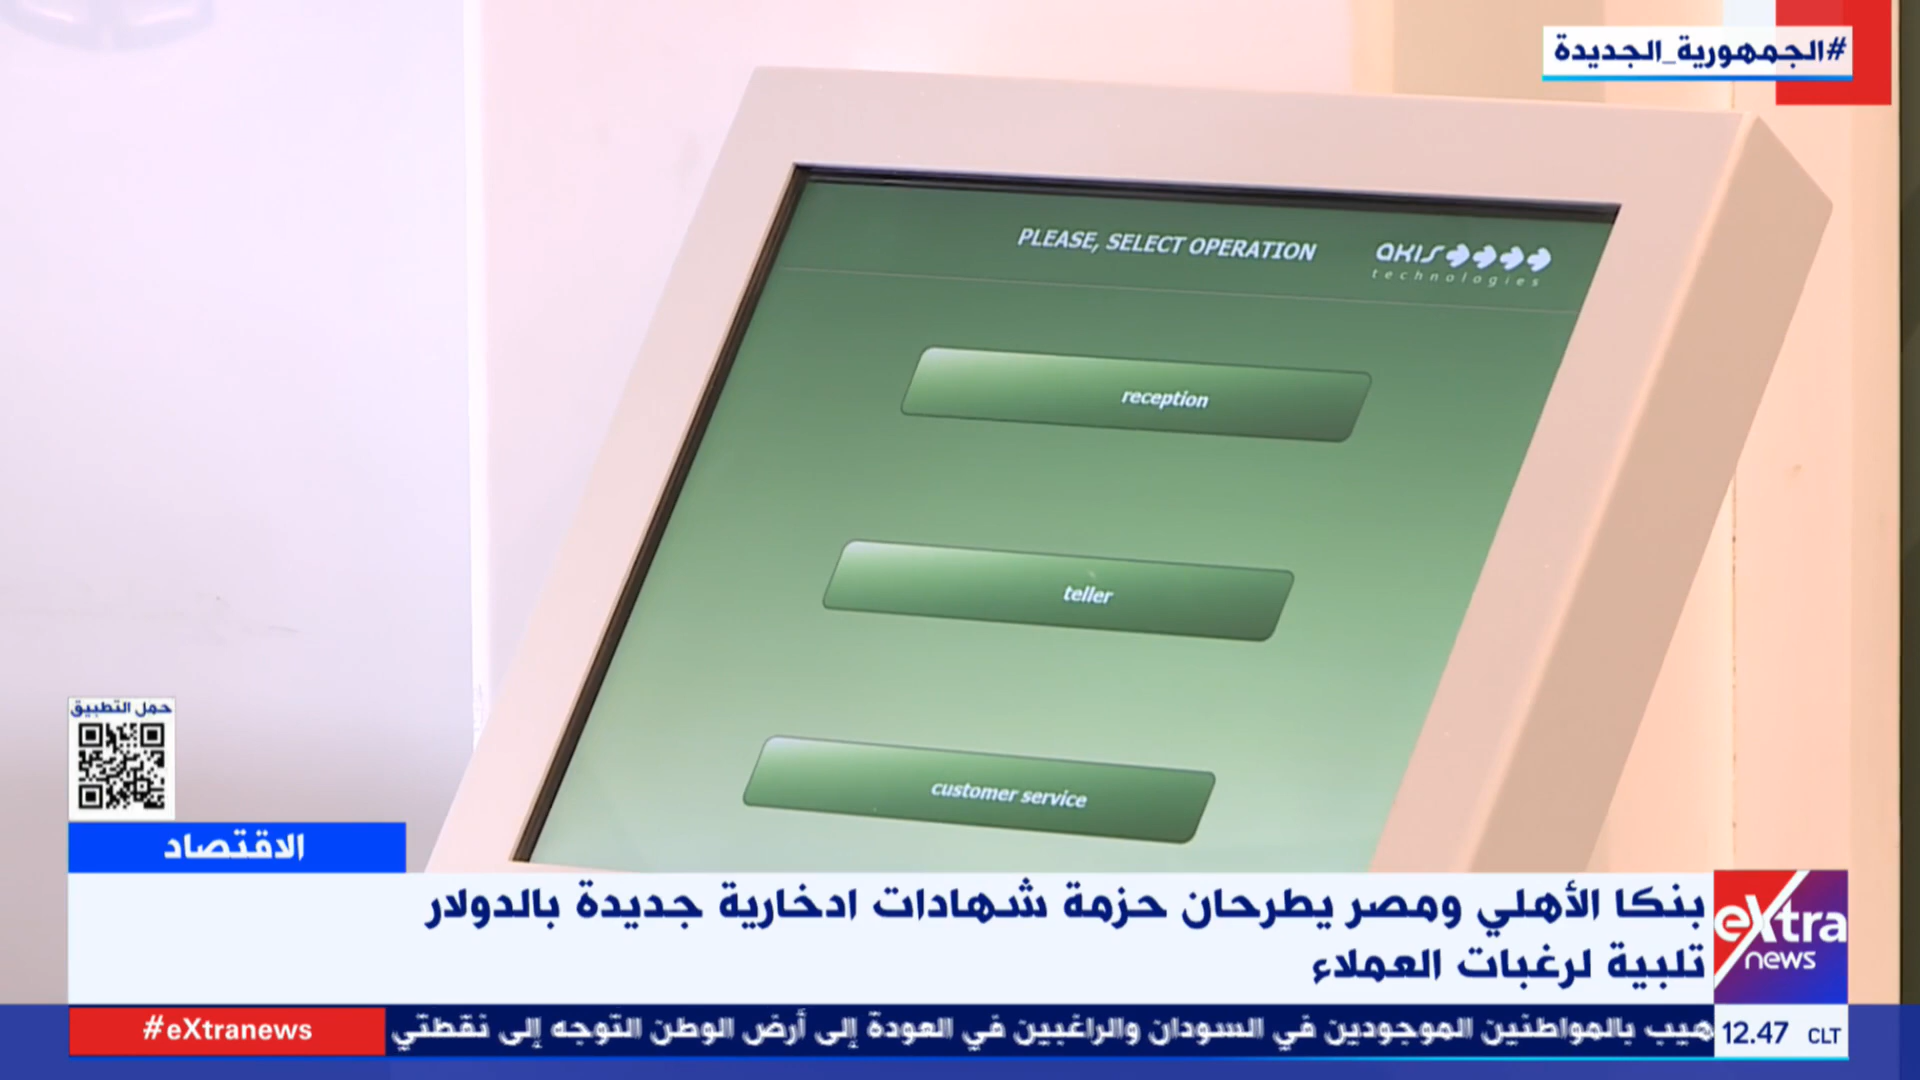 #الجمهورية_الجديدة
PLEASE, SELECT OPERATION
akis
technologies
reception
teller
customer service
حمل التطبيق
الاقتصاد
بنكا الأهلي ومصر يطرحان حزمة شهادات ادخارية جديدة بالدولار
تلبية لرغبات العملاء
eXtra
news
#eXtranews
بالمواطنين الموجودين في السودان والراغبين في العودة إلى أرض الوطن التوجه إلى نقطتي
12.47 CLT